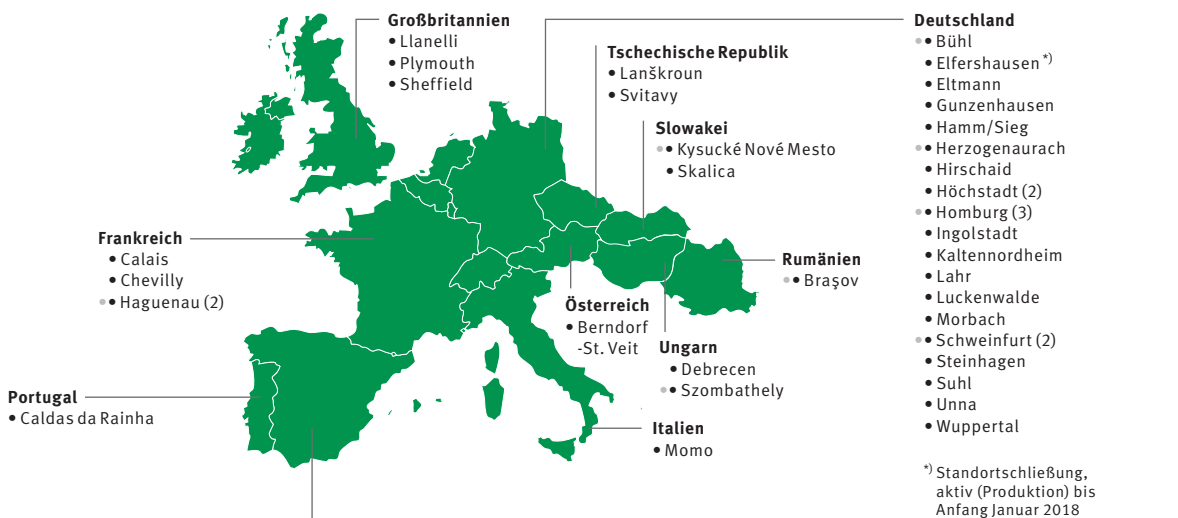 Großbritannien
• Llanelli
• Plymouth
• Sheffield
Tschechische Republik
• Lanškroun
• Svitavy
Slowakei
•• Kysucké Nové Mesto
• Skalica
Deutschland
•• Bühl
• Elfershausen *)
• Eltmann
• Gunzenhausen
• Hamm/Sieg
•• Herzogenaurach
• Hirschaid
• Höchstadt (2)
•• Homburg (3)
• Ingolstadt
• Kaltennordheim
• Lahr
• Luckenwalde
• Morbach
•• Schweinfurt (2)
• Steinhagen
• Suhl
• Unna
• Wuppertal
*) Standortschließung,
aktiv (Produktion) bis
Anfang Januar 2018
Frankreich
• Calais
• Chevilly
•• Haguenau (2)
Rumänien
•• Braşov
Österreich
• Berndorf
-St. Veit
Ungarn
• Debrecen
•• Szombathely
Portugal
• Caldas da Rainha
Italien
• Momo